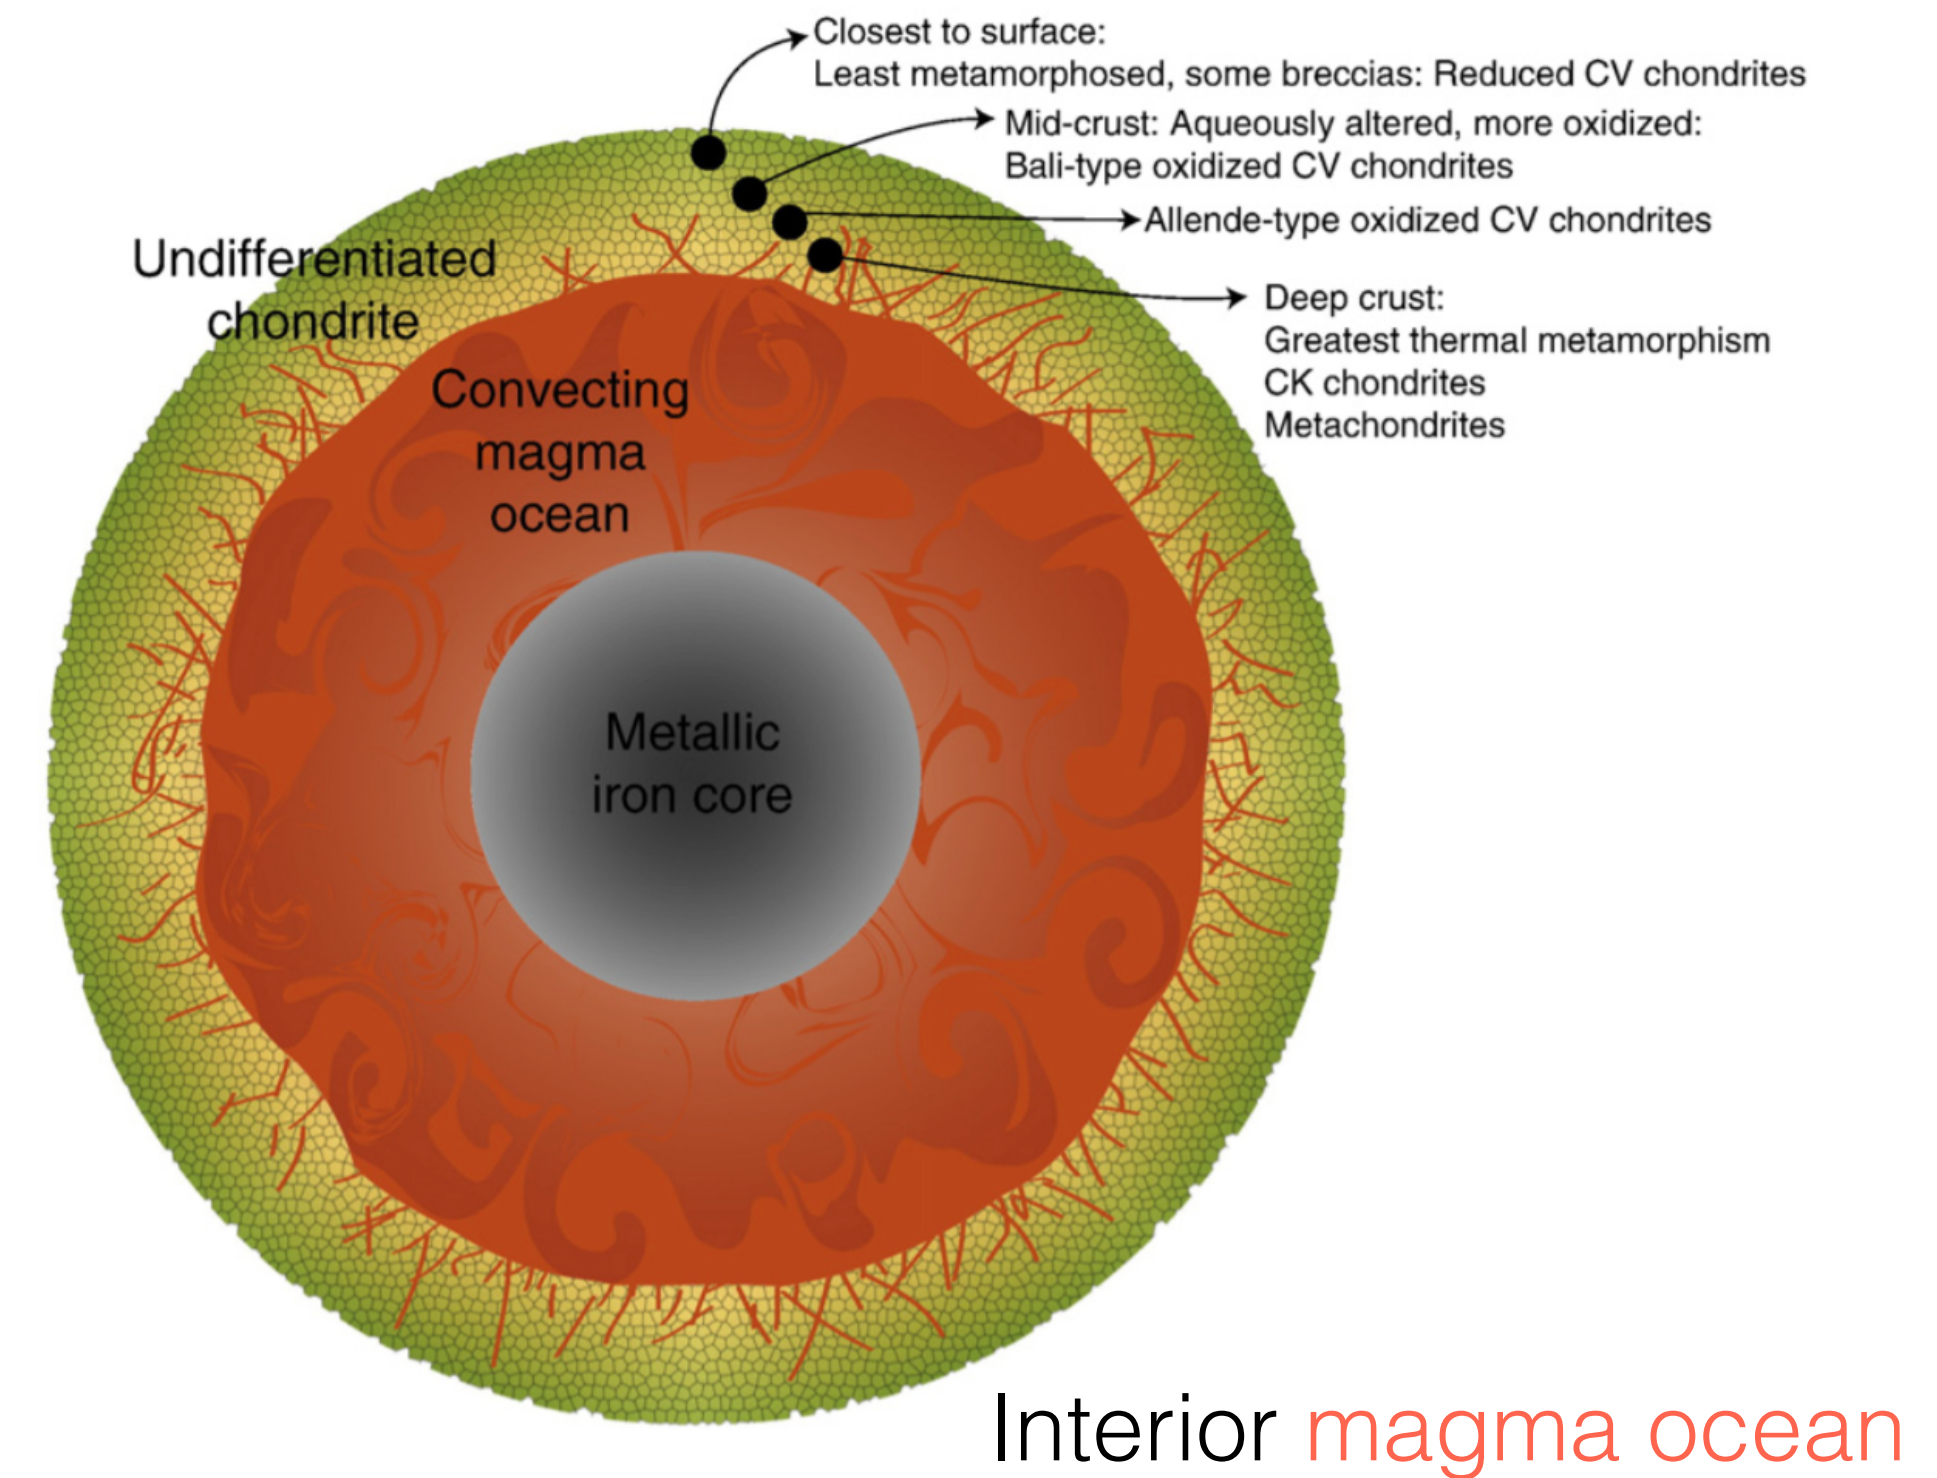 Closest to surface:
Least metamorphosed, some breccias: Reduced CV chondrites
Mid-crust: Aqueously altered, more oxidized:
Bali-type oxidized CV chondrites
Allende-type oxidized CV chondrites
Undifferentiated
chondrite
Deep crust:
Greatest thermal metamorphism
CK chondrites
Metachondrites
Convecting
magma
ocean
Metallic
iron core
Interior magma ocean